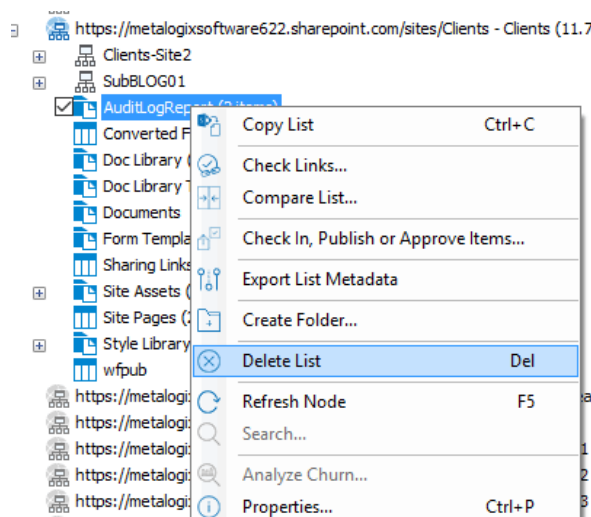 https://metalogixsoftware622.sharepoint.com/sites/Clients - Clients (11.7
Clients-Site2
SubBLOG01
AuditLogReport (2 items)
Converted F
Doc Library (
Doc Library
Documents
Form Templa
Sharing Links
Site Assets (
Site Pages (
Style Library
wfpub
https://metalogi
https://metalogi
https://metalogi
https://metalogi
https://metalogi
Copy List Ctrl+C
Check Links...
Compare List...
Check In, Publish or Approve Items...
Export List Metadata
Create Folder...
Delete List Del
Refresh Node F5
Search...
Analyze Churn...
Properties... Ctrl+P